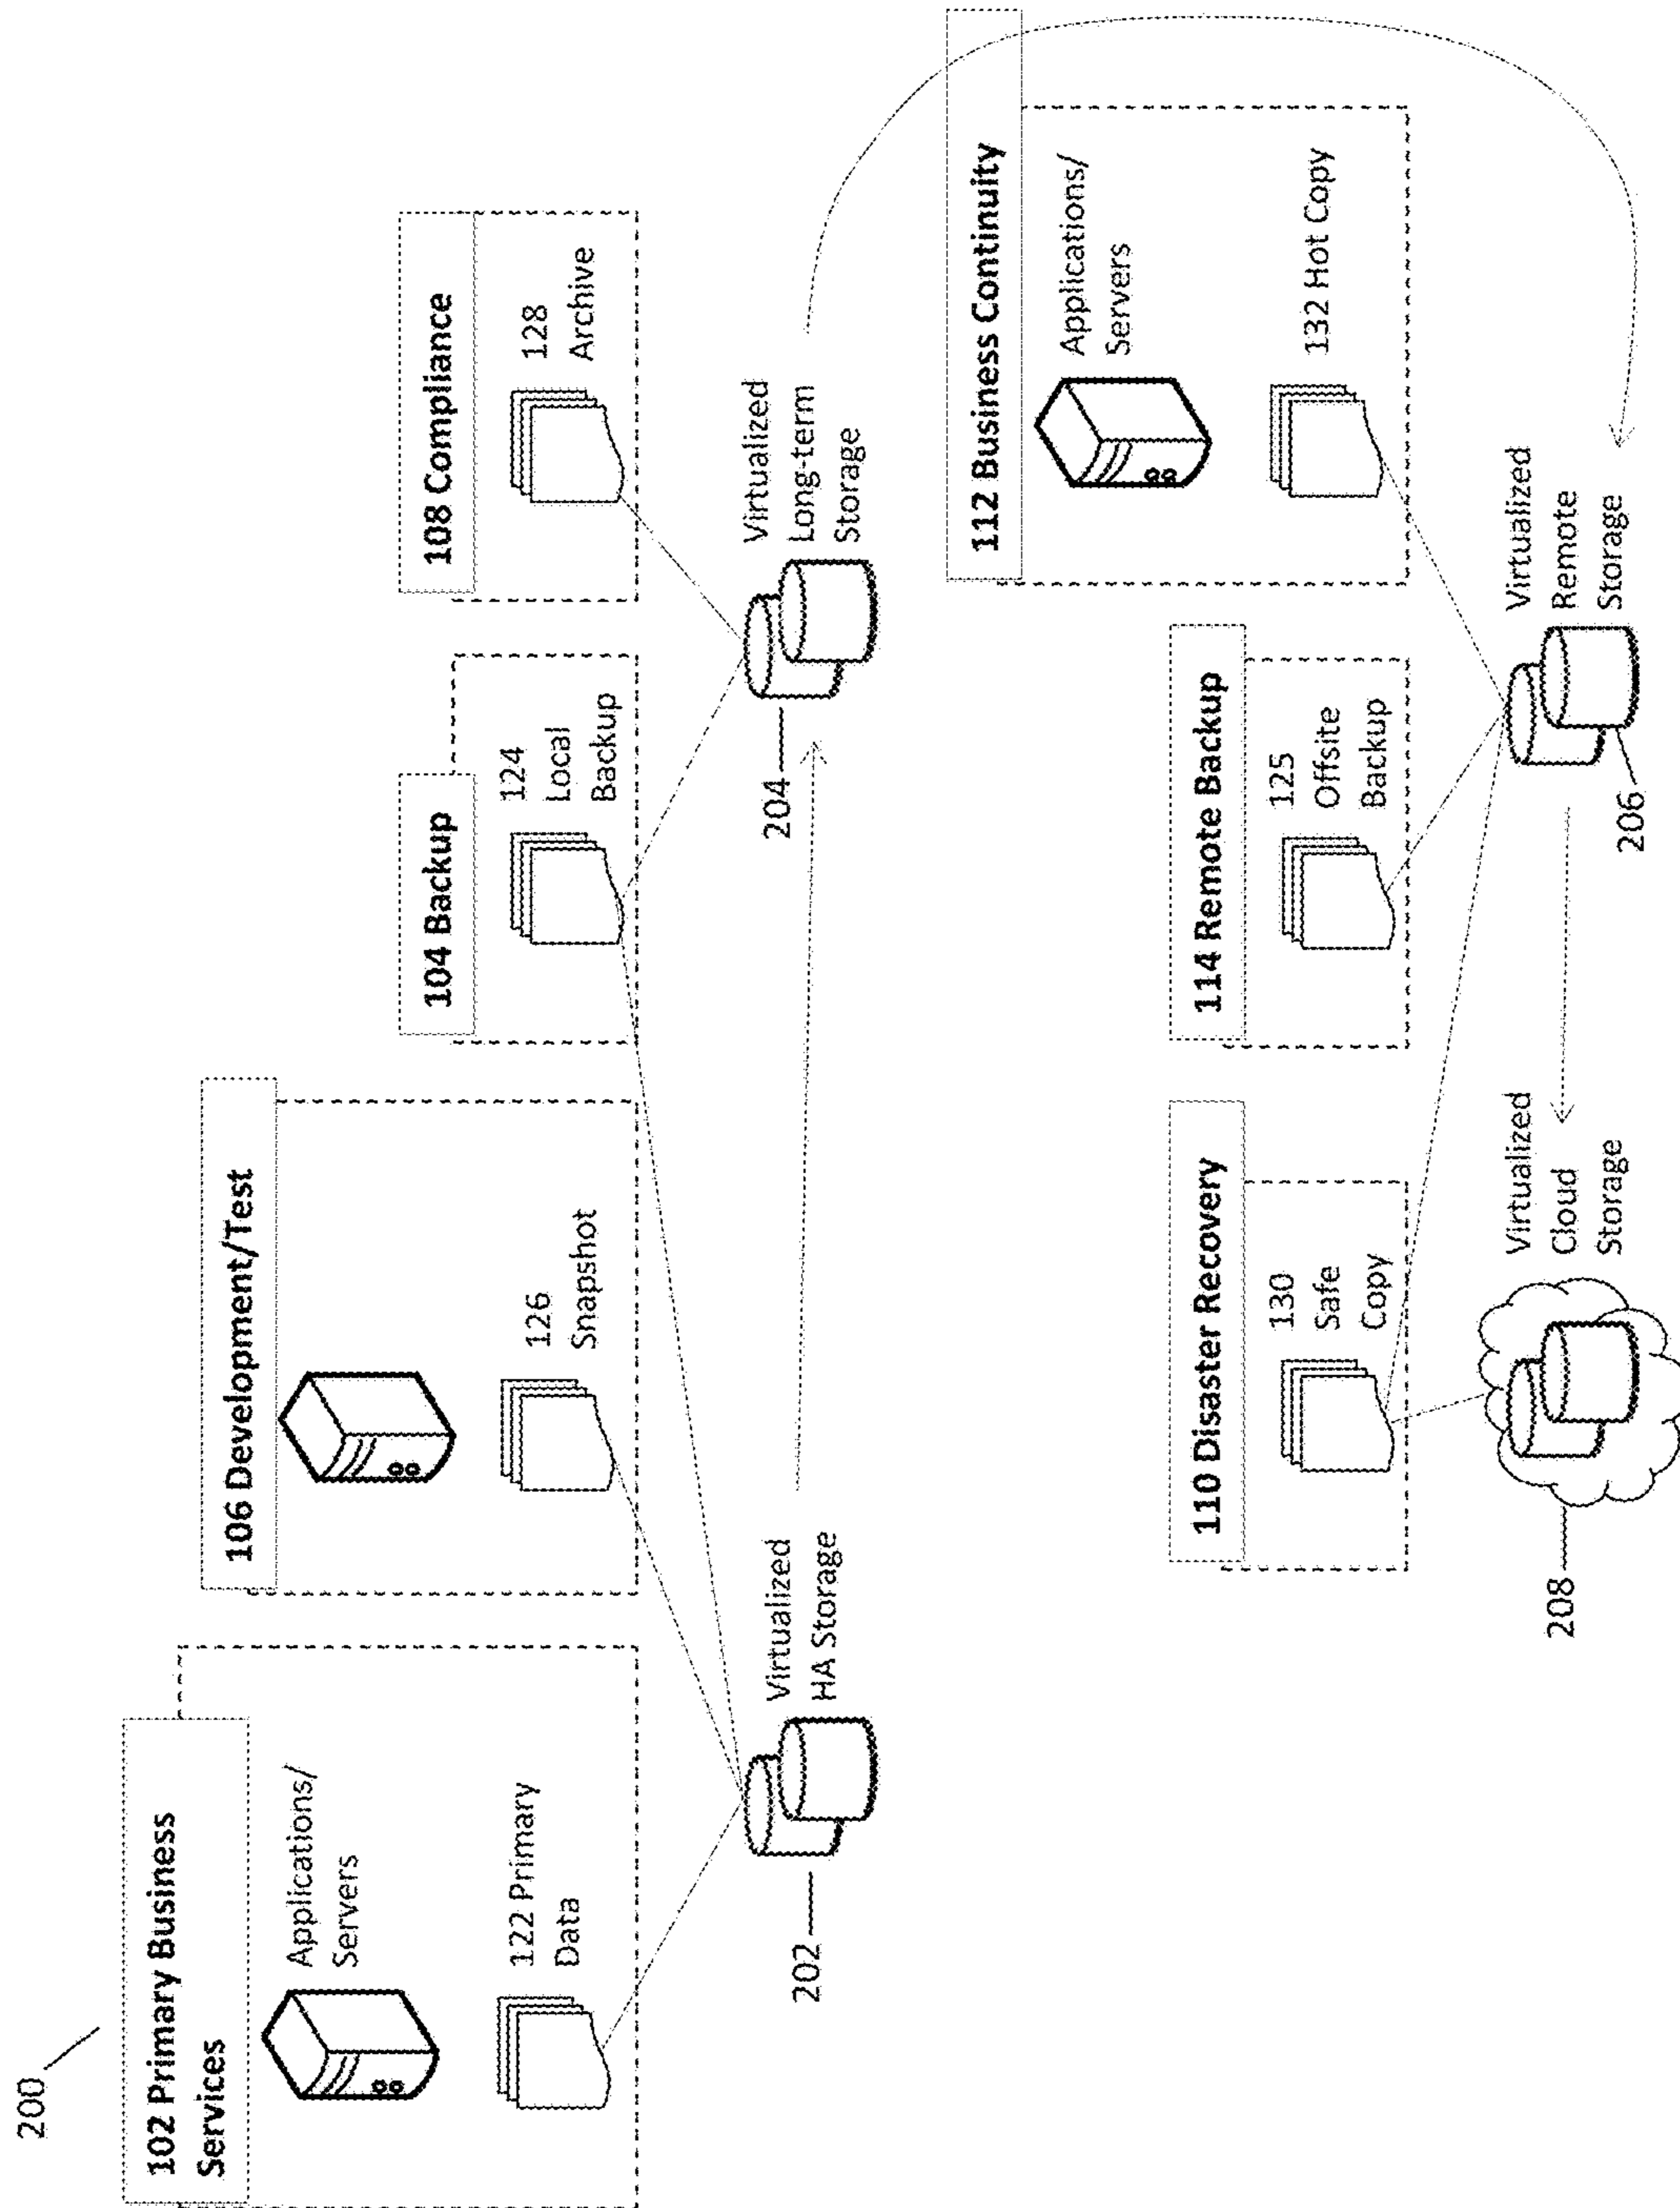 200
102 Primary Business
Services
Applications/
Servers
122 Primary
Data
106 Development/Test
126
Snapshot
104 Backup
124
Local
Backup
108 Compliance
128
Archive
202
Virtualized
HA Storage
204
Virtualized
Long-term
Storage
110 Disaster Recovery
130
Safe
Copy
114 Remote Backup
125
Offsite
Backup
112 Business Continuity
Applications/
Servers
132 Hot Copy
208
Virtualized
Cloud
Storage
206
Virtualized
Remote
Storage